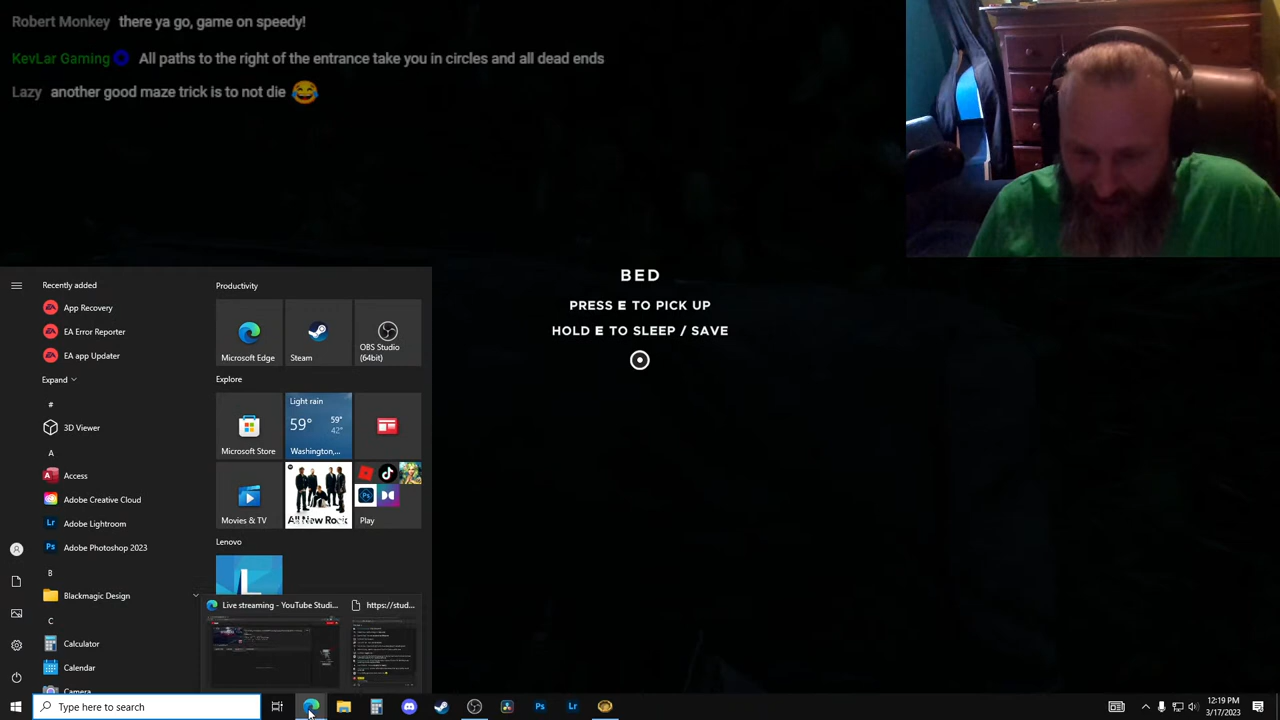 Robert Monkey there ya go, game on speedy!
KevLar Gaming All paths to the right of the entrance take you in circles and all dead ends
Lazy another good maze trick is to not die 😂
BED
PRESS E TO PICK UP
HOLD E TO SLEEP / SAVE
Recently added
App Recovery
EA Error Reporter
EA app Updater
Expand
#
3D Viewer
A
Access
Adobe Creative Cloud
Adobe Lightroom
Adobe Photoshop 2023
B
Blackmagic Design
C
Calculator
Calendar
Camera
Productivity
Microsoft Edge
Steam
OBS Studio
(64bit)
Explore
Microsoft Store
Light rain
59° 59°
42°
Washington,...
Movies & TV
All New Rock
Play
Lenovo
L
Live streaming - YouTube Studi...
https://stud...
Type here to search
12:19 PM
3/17/2023